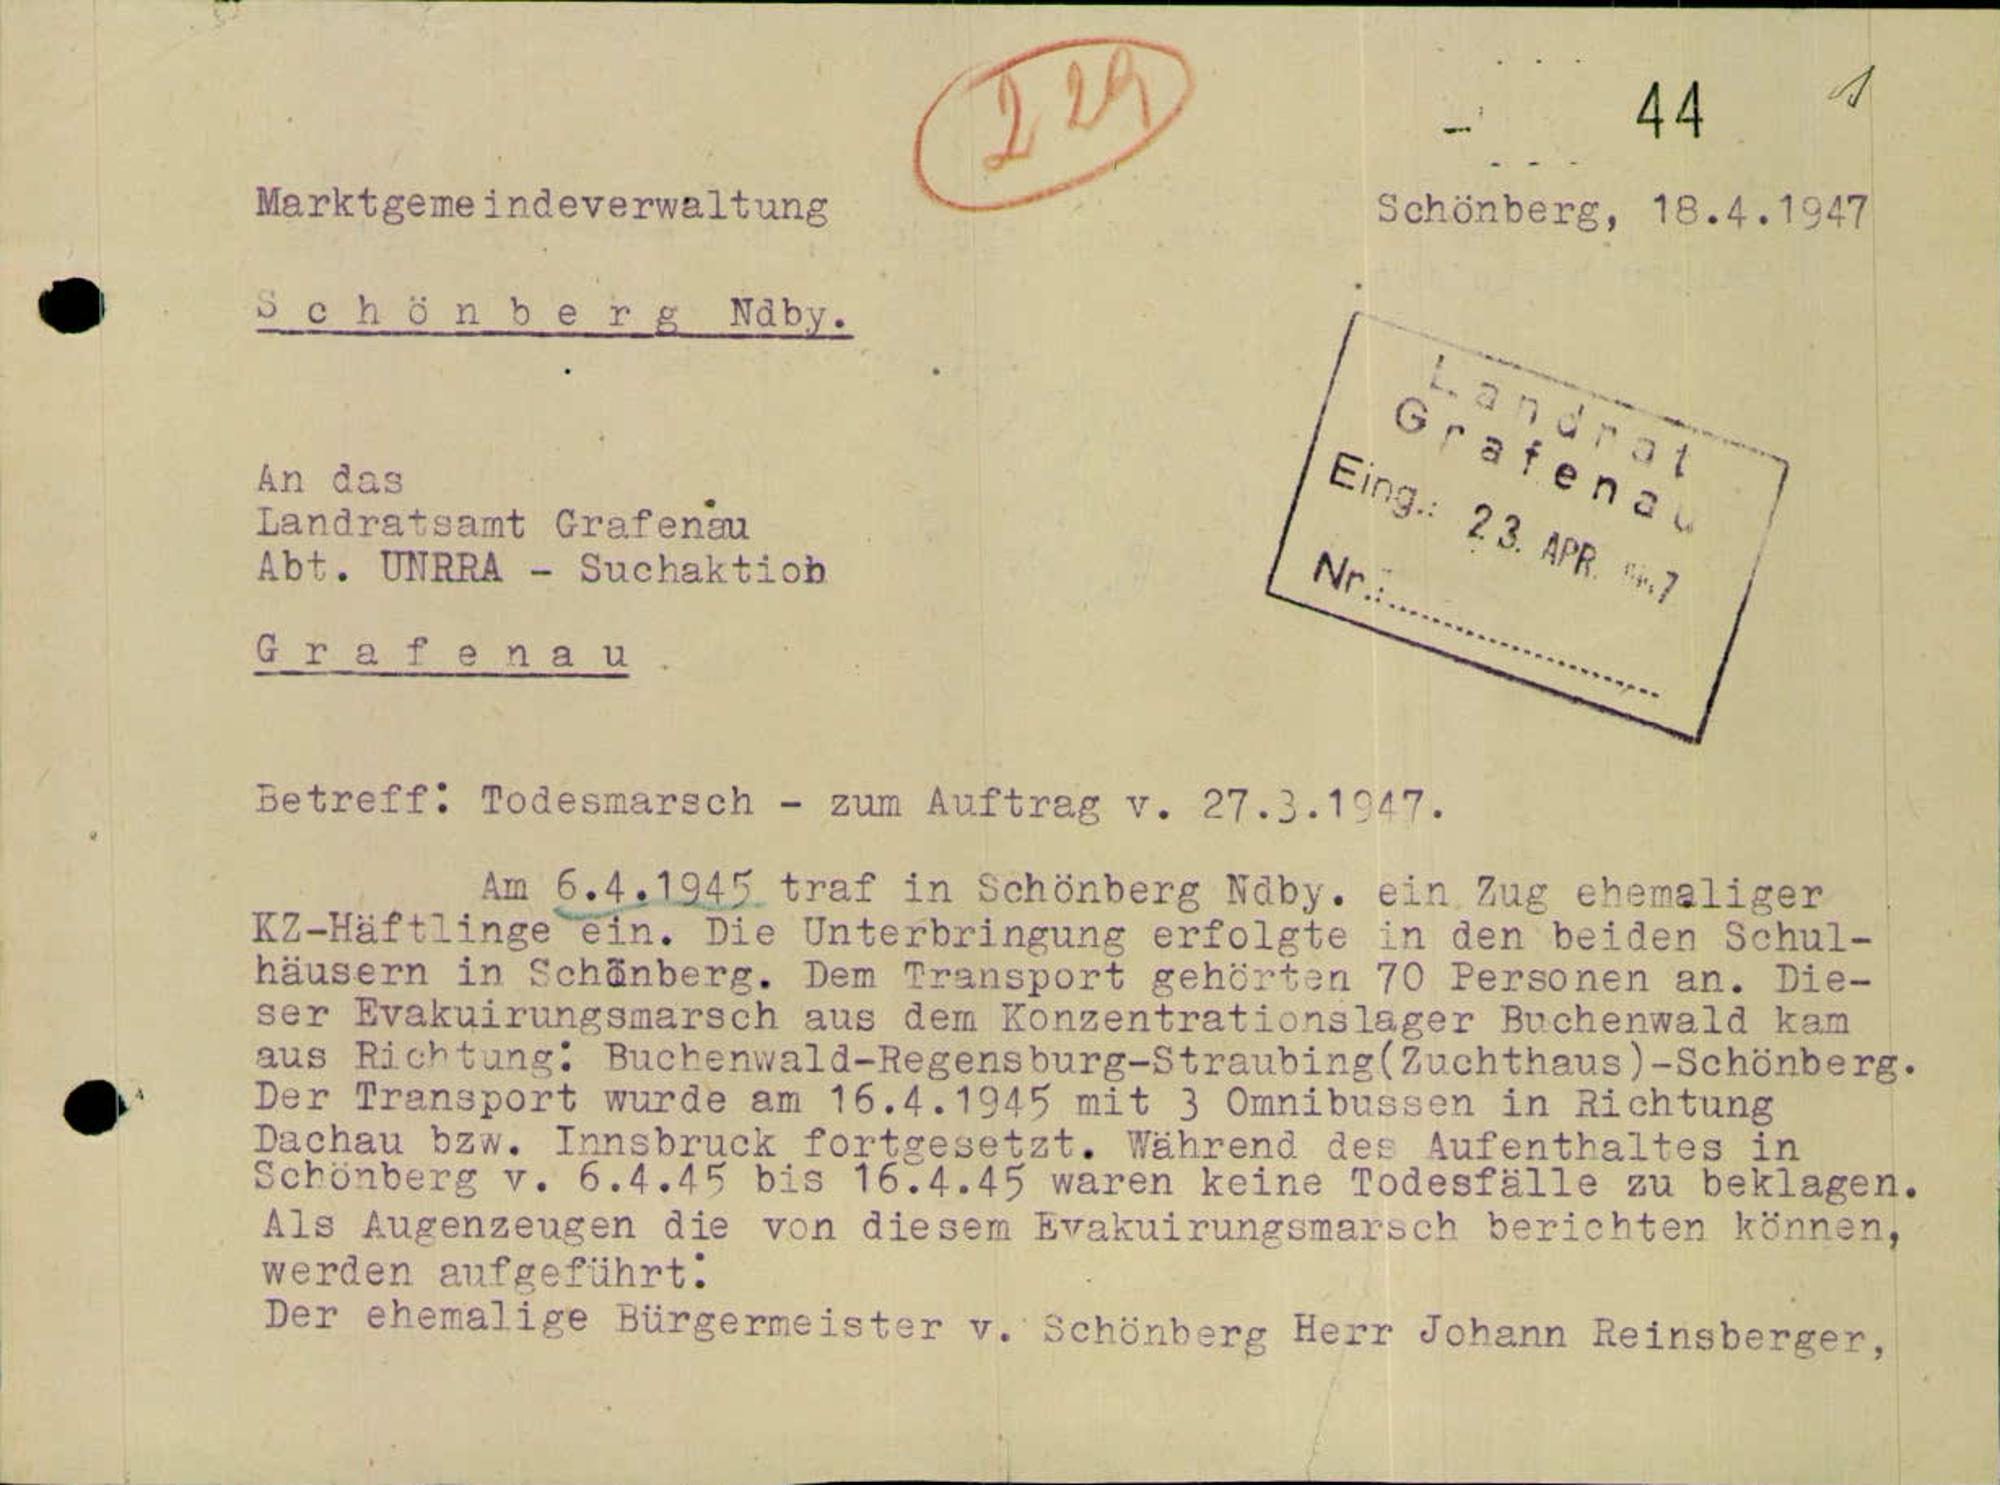 229
44
Marktgemeindeverwaltung
Schönberg, 18.4.1947
Schönberg Ndby.
Landrat
Grafenau
Eing.: 23. APR. 7
Nr.:
An das
Landratsamt Grafenau
Abt. UNRRA - Suchaktion
Grafenau
Betreff: Todesmarsch - zum Auftrag v. 27.3.1947.
Am 6.4.1945 traf in Schönberg Ndby. ein Zug ehemaliger
KZ-Häftlinge ein. Die Unterbringung erfolgte in den beiden Schul-
häusern in Schönberg. Dem Transport gehörten 70 Personen an. Die-
ser Evakuirungsmarsch aus dem Konzentrationslager Buchenwald kam
aus Richtung: Buchenwald-Regensburg-Straubing(Zuchthaus)-Schönberg.
Der Transport wurde am 16.4.1945 mit 3 Omnibussen in Richtung
Dachau bzw. Innsbruck fortgesetzt. Während des Aufenthaltes in
Schönberg v. 6.4.45 bis 16.4.45 waren keine Todesfälle zu beklagen.
Als Augenzeugen die von diesem Evakuirungsmarsch berichten können,
werden aufgeführt:
Der ehemalige Bürgermeister v. Schönberg Herr Johann Reinsberger,